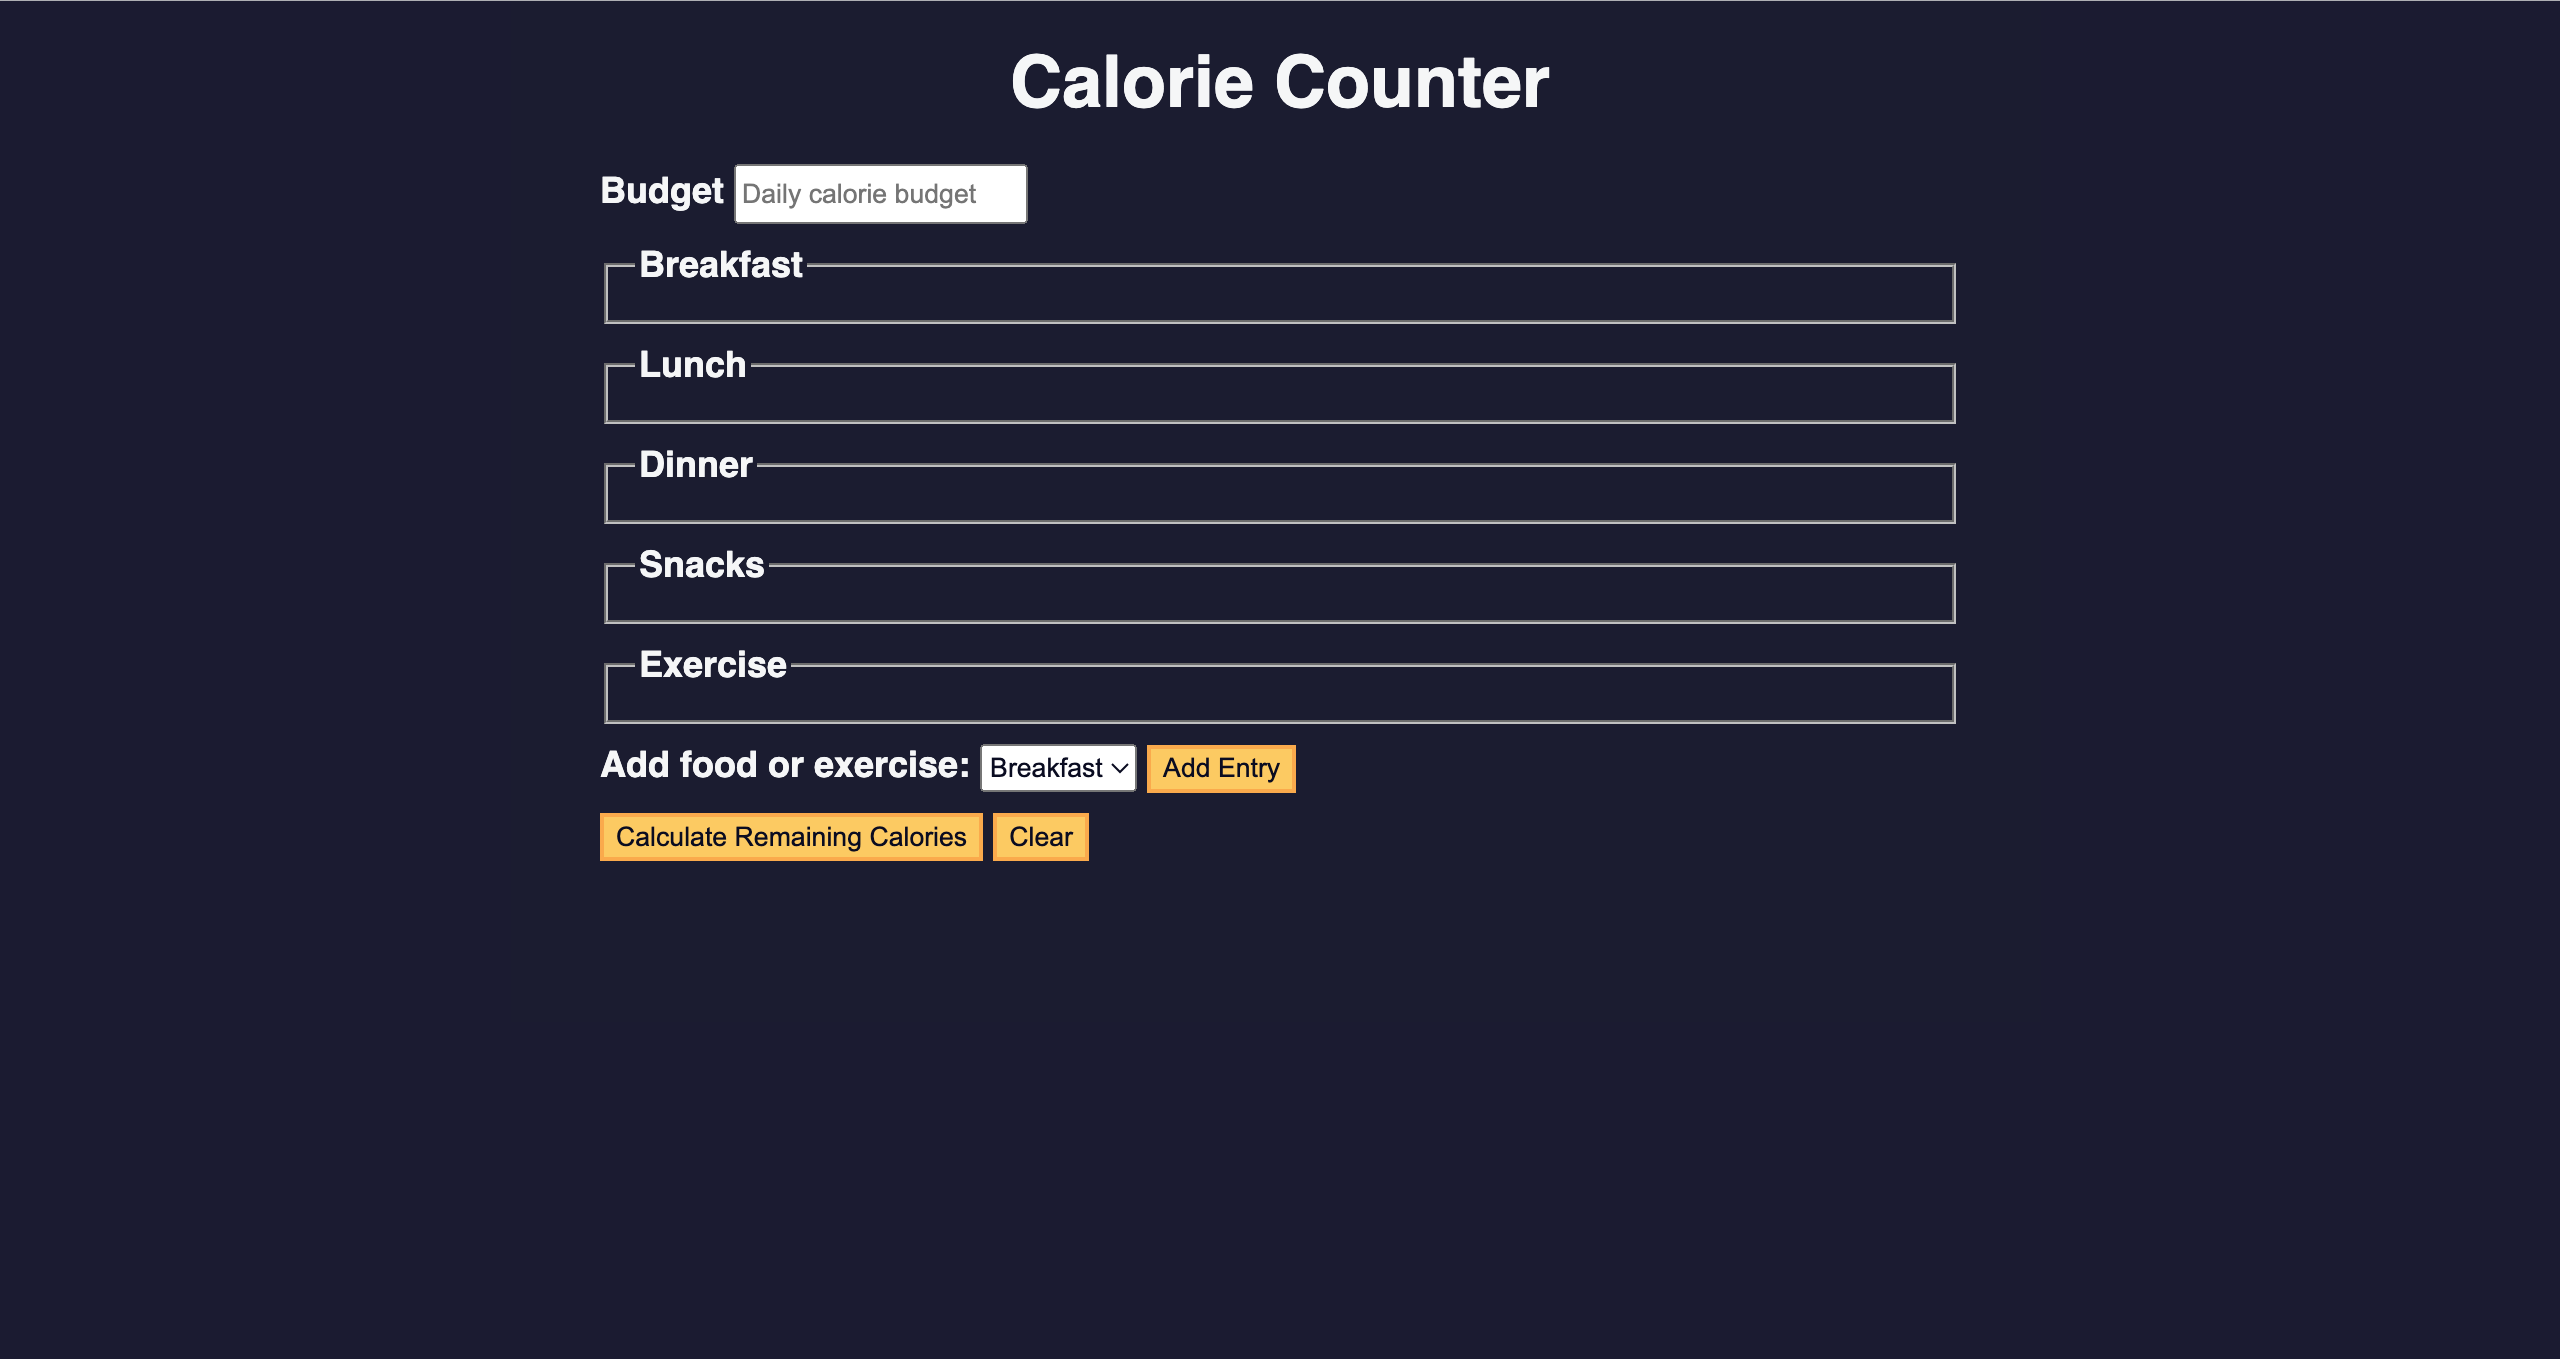 Calorie Counter
Budget Daily calorie budget
Breakfast
Lunch
Dinner
Snacks
Exercise
Add food or exercise: Breakfast Add Entry
Calculate Remaining Calories Clear